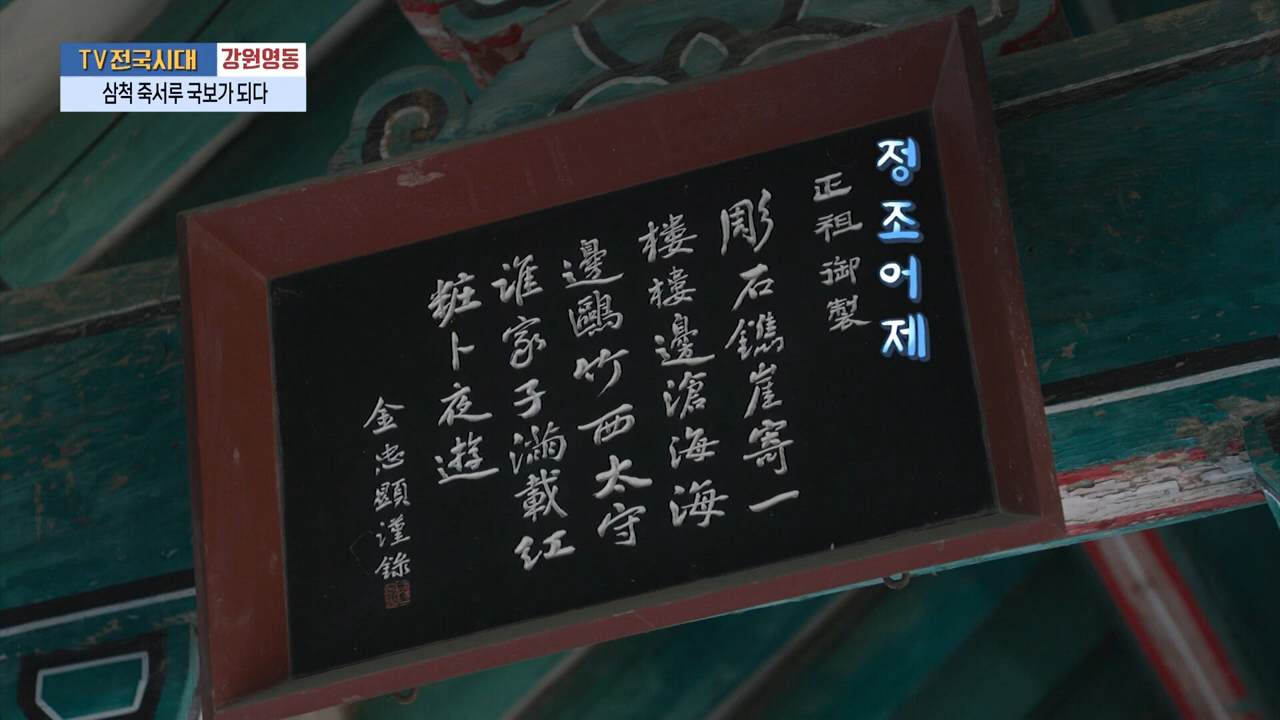 TV전국시대 강원영동
삼척 죽서루 국보가 되다
정조어제
正祖御製
彫石鐫崖寄一
樓樓邊滄海海
邊鷗竹西太守
誰家子滿載紅
粧卜夜遊
金忠顯謹錄